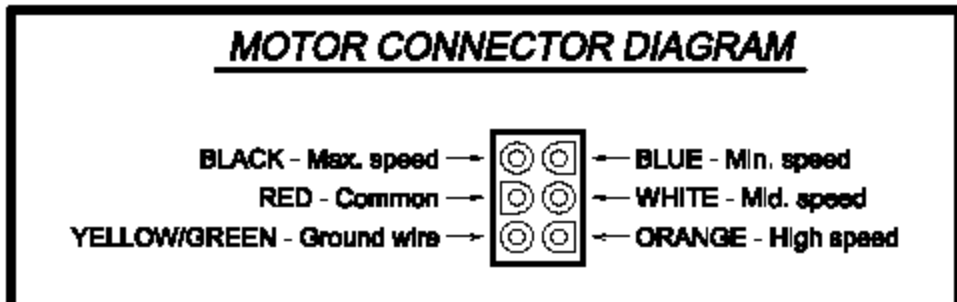 MOTOR CONNECTOR DIAGRAM
BLACK - Max. speed
BLUE - Min. speed
RED - Common
WHITE - Mid. speed
YELLOW/GREEN - Ground wire
ORANGE - High speed